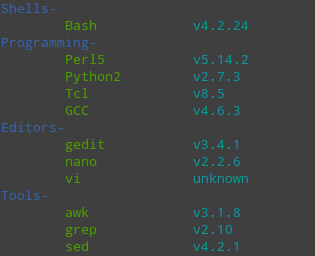 Shells-
Bash v4.2.24
Programming-
Perl5 v5.14.2
Python2 v2.7.3
Tcl v8.5
GCC v4.6.3
Editors-
gedit v3.4.1
nano v2.2.6
vi unknown
Tools-
awk v3.1.8
grep v2.10
sed v4.2.1